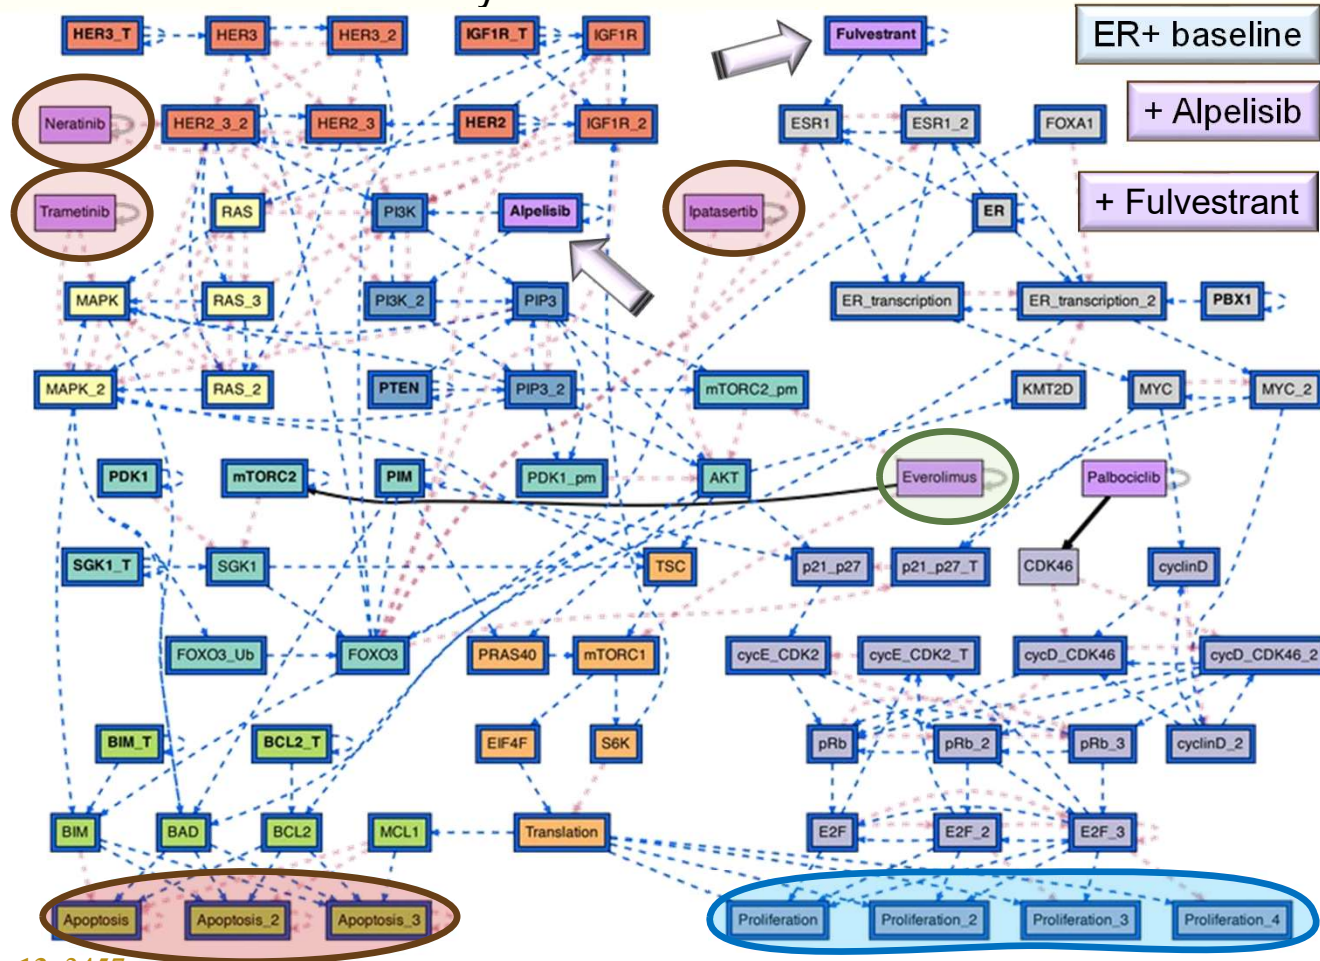 HER3_T HER3 HER3_2 IGF1R_T IGF1R Fulvestrant ER+ baseline
Neratinib HER2_3_2 HER2_3 HER2 IGF1R_2 ESR1 ESR1_2 FOXA1 + Alpelisib
Trametinib RAS PI3K Alpelisib Ipatasertib ER + Fulvestrant
MAPK RAS_3 PI3K_2 PIP3 ER_transcription ER_transcription_2 PBX1
MAPK_2 RAS_2 PTEN PIP3_2 mTORC2_pm KMT2D MYC MYC_2
PDK1 mTORC2 PIM PDK1_pm AKT Everolimus Palbociclib
SGK1_T SGK1 TSC p21_p27 p21_p27_T CDK46 cyclinD
FOXO3_Ub FOXO3 PRAS40 mTORC1 cycE_CDK2 cycE_CDK2_T cycD_CDK46 cycD_CDK46_2
BIM_T BCL2_T EIF4F S6K pRb pRb_2 pRb_3 cyclinD_2
BIM BAD BCL2 MCL1 Translation E2F E2F_2 E2F_3
Apoptosis Apoptosis_2 Apoptosis_3 Proliferation Proliferation_2 Proliferation_3 Proliferation_4